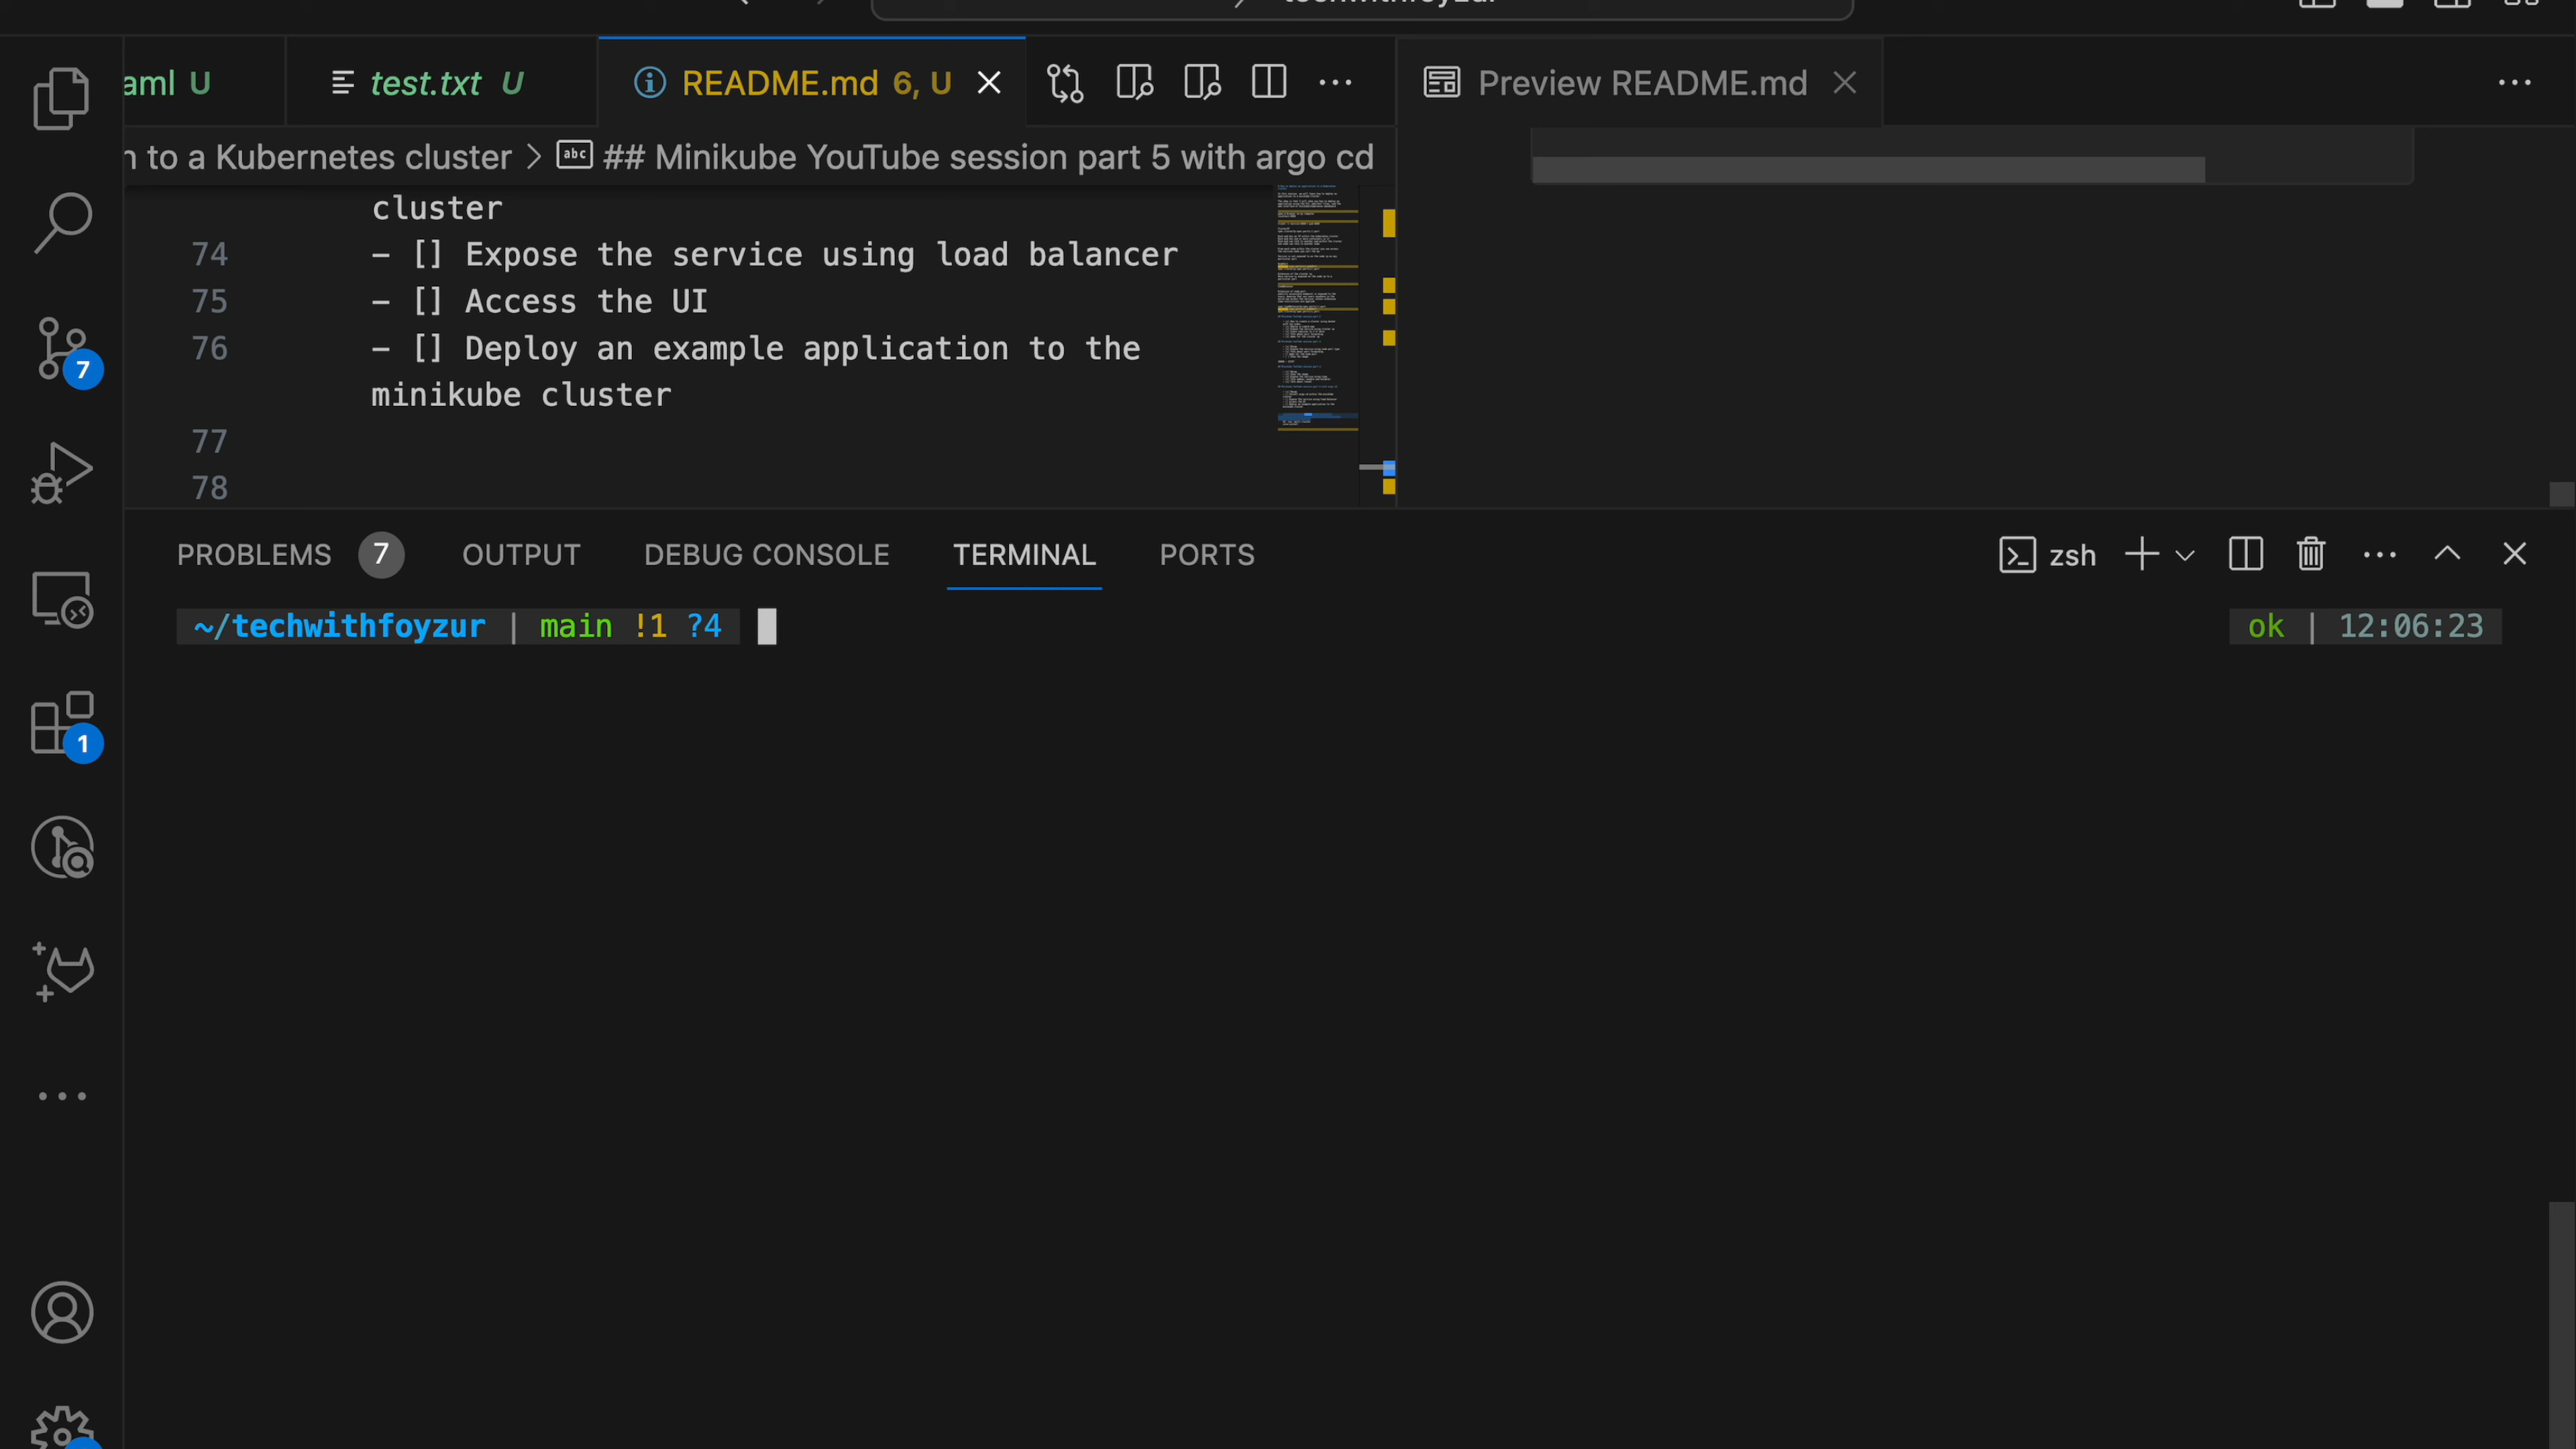 aml U
test.txt U
README.md 6, U
Preview README.md
to a Kubernetes cluster > ## Minikube YouTube session part 5 with argo cd
cluster
74 - [] Expose the service using load balancer
75 - [] Access the UI
76 - [] Deploy an example application to the
minikube cluster
77
78
7
1
PROBLEMS 7 OUTPUT DEBUG CONSOLE TERMINAL PORTS
zsh
~/techwithfoyzur | main !1 ?4
ok | 12:06:23